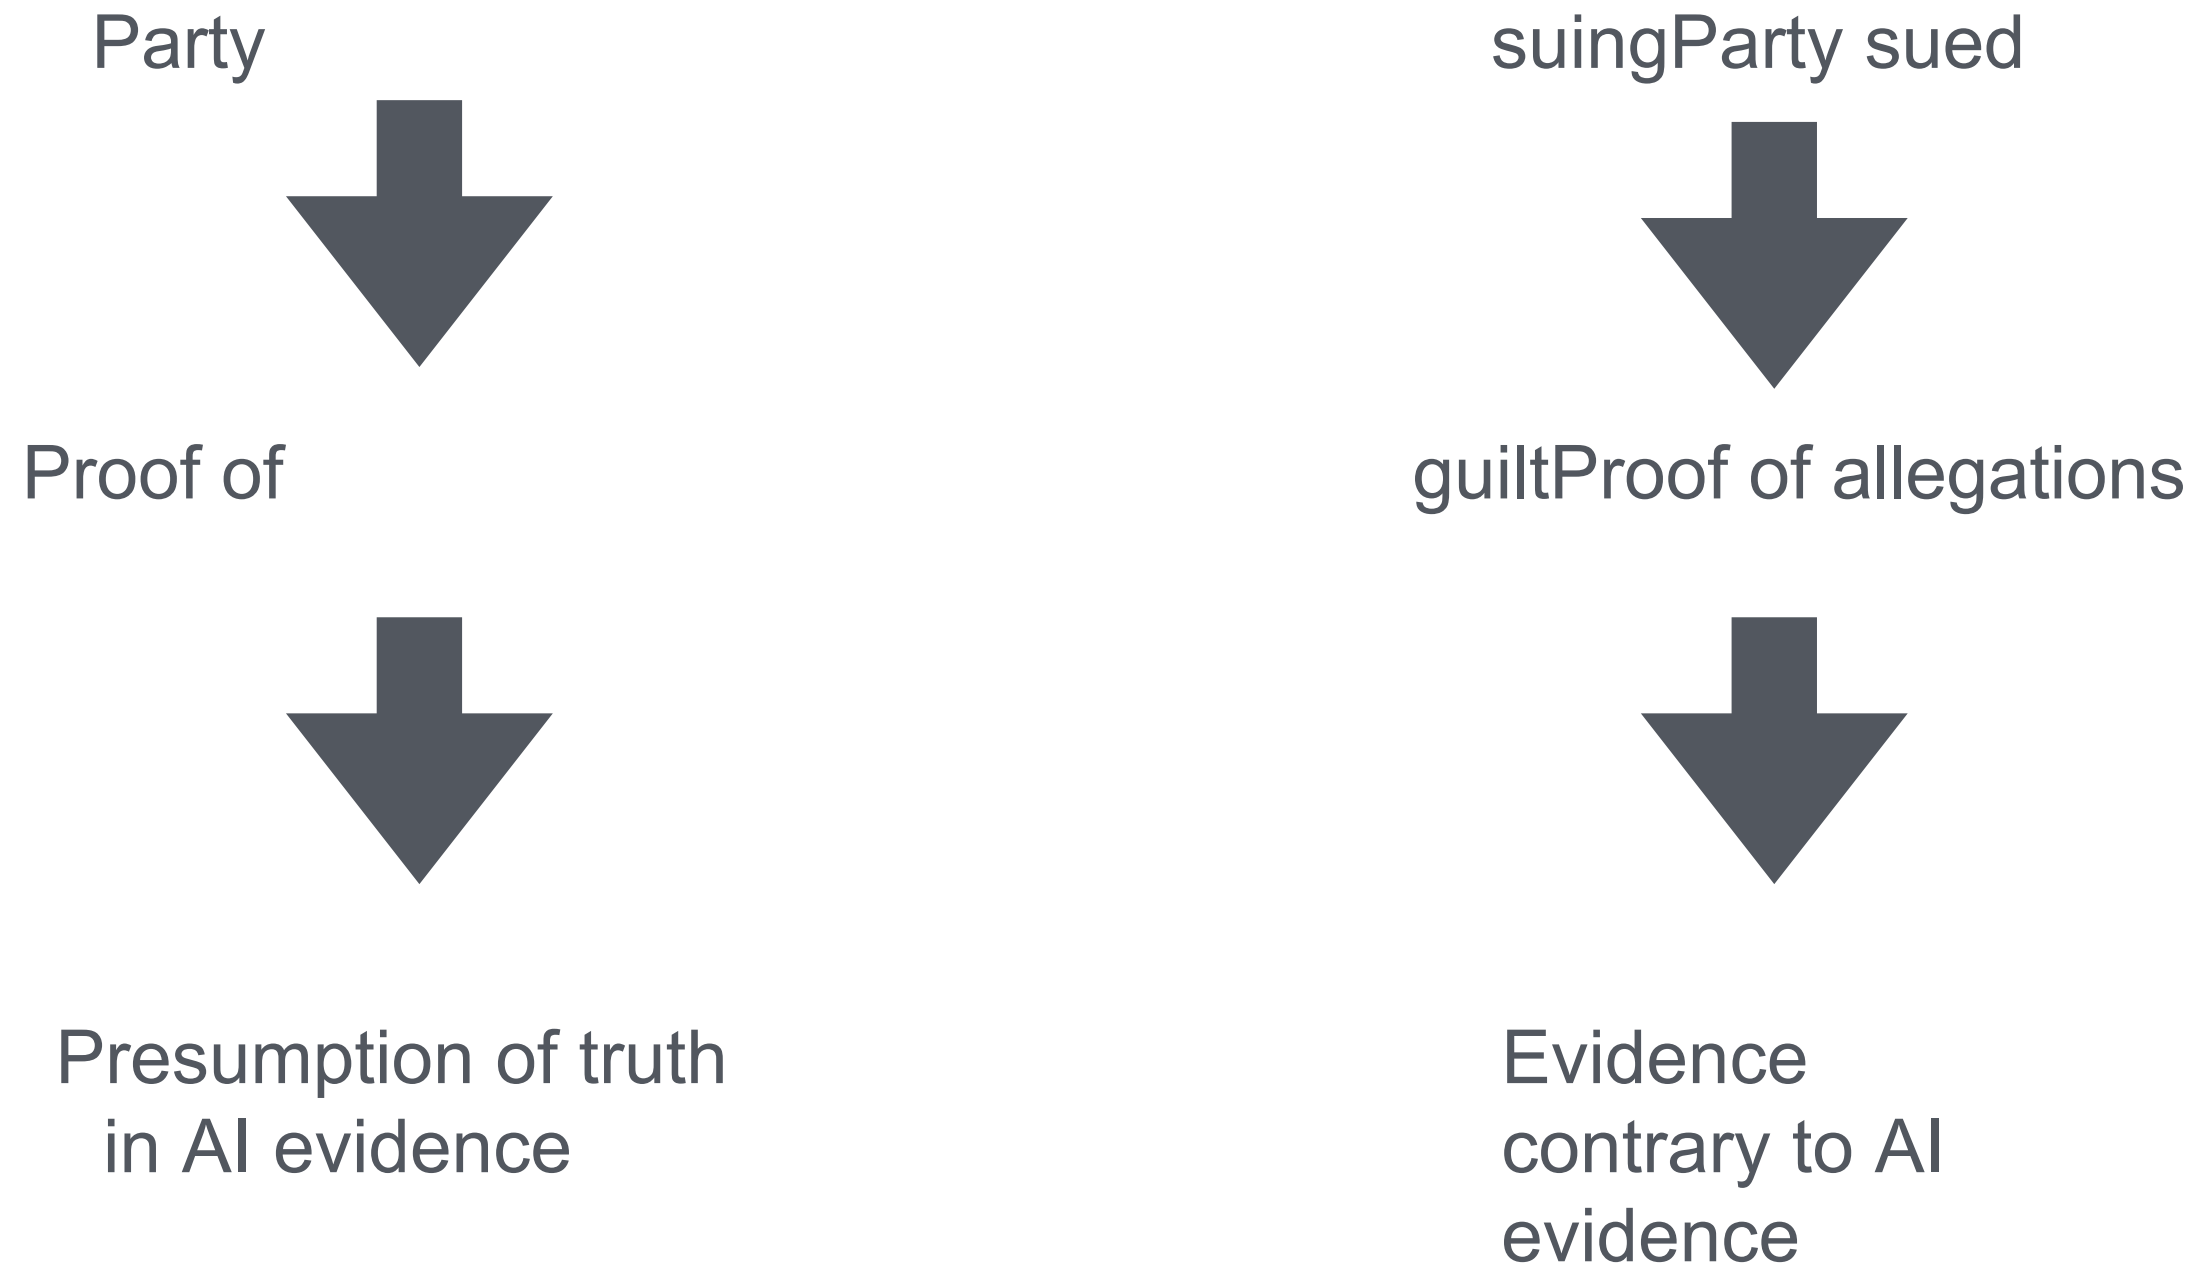 Party
suingParty sued
Proof of
guiltProof of allegations
Presumption of truth
in AI evidence
Evidence
contrary to AI
evidence